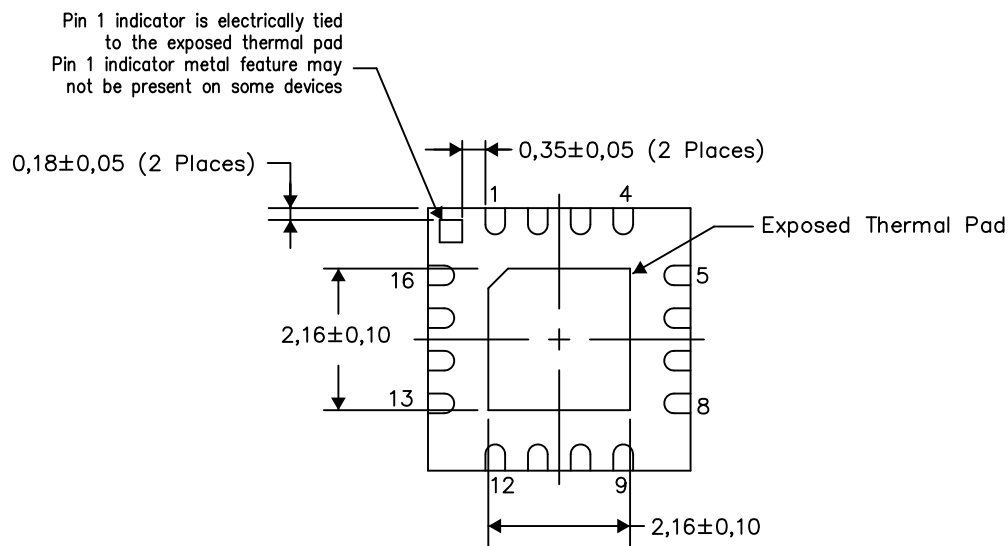 Pin 1 indicator is electrically tied
to the exposed thermal pad
Pin 1 indicator metal feature may
not be present on some devices
0,18±0,05 (2 Places)
0,35±0,05 (2 Places)
1
4
Exposed Thermal Pad
16
5
2,16±0,10
13
8
12
9
2,16±0,10